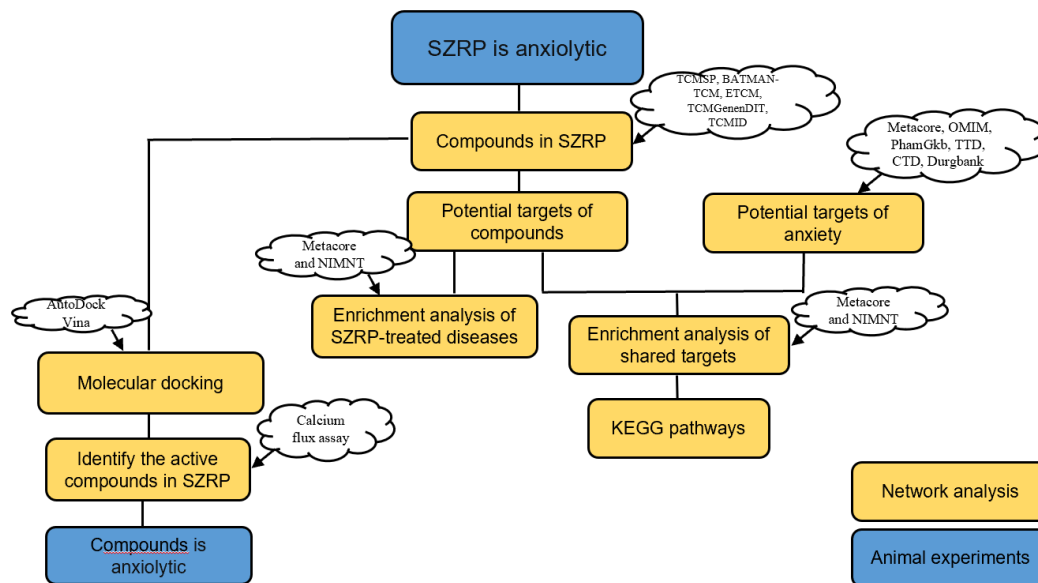 SZRP is anxiolytic
TCMSP, BATMAN-
TCM, ETCM,
TCMGenenDIT,
TCMID
Compounds in SZRP
Metacore, OMIM,
PhamGkb, TTD,
CTD, Durgbank
Potential targets of
compounds
Potential targets of
anxiety
Metacore
and NIMNT
Enrichment analysis of
SZRP-treated diseases
Metacore
and NIMNT
Enrichment analysis of
shared targets
AutoDock
Vina
Molecular docking
KEGG pathways
Calcium
flux assay
Identify the active
compounds in SZRP
Compounds is
anxiolytic
Network analysis
Animal experiments